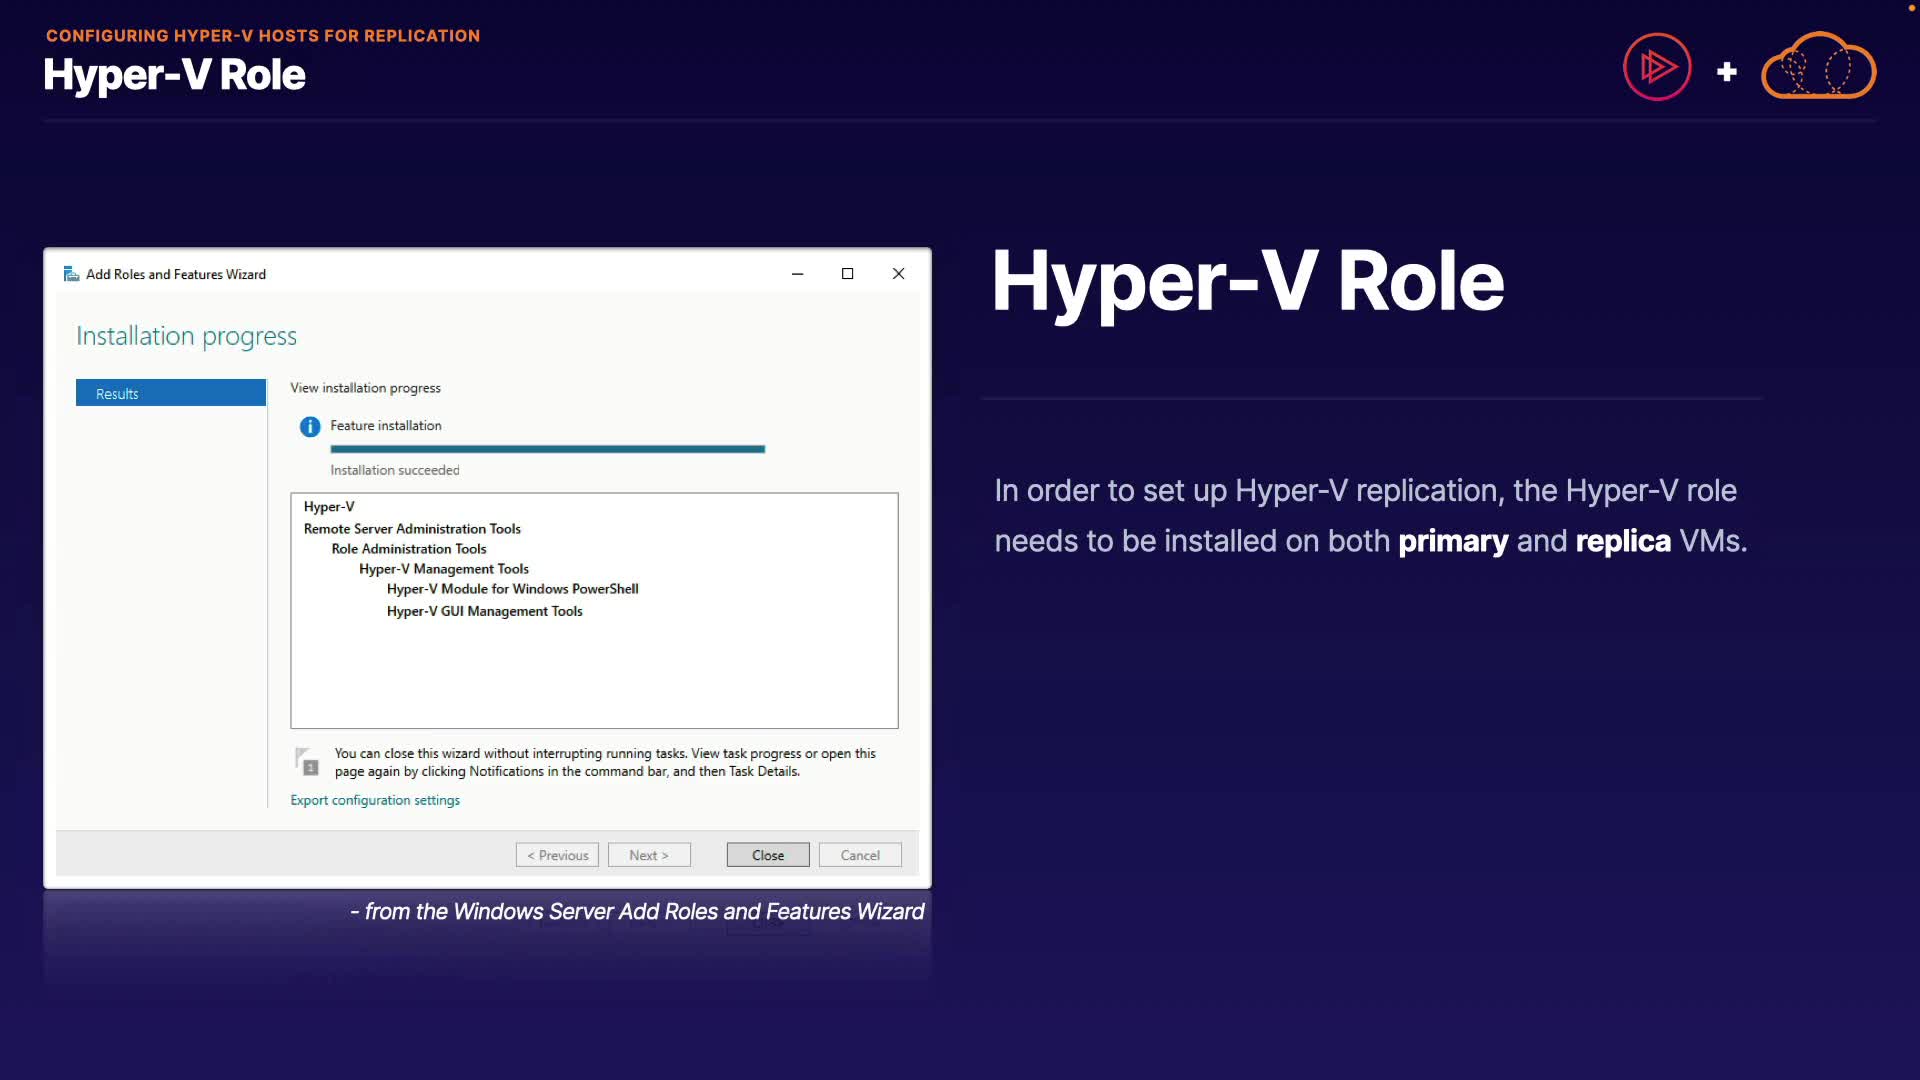 CONFIGURING HYPER-V HOSTS FOR REPLICATION
Hyper-V Role
Add Roles and Features Wizard
Installation progress
Results
View installation progress
Feature installation
Installation succeeded
Hyper-V
Remote Server Administration Tools
Role Administration Tools
Hyper-V Management Tools
Hyper-V Module for Windows PowerShell
Hyper-V GUI Management Tools
1
You can close this wizard without interrupting running tasks. View task progress or open this
page again by clicking Notifications in the command bar, and then Task Details.
Export configuration settings
< Previous
Next >
Close
Cancel
- from the Windows Server Add Roles and Features Wizard
Hyper-V Role
In order to set up Hyper-V replication, the Hyper-V role
needs to be installed on both primary and replica VMs.